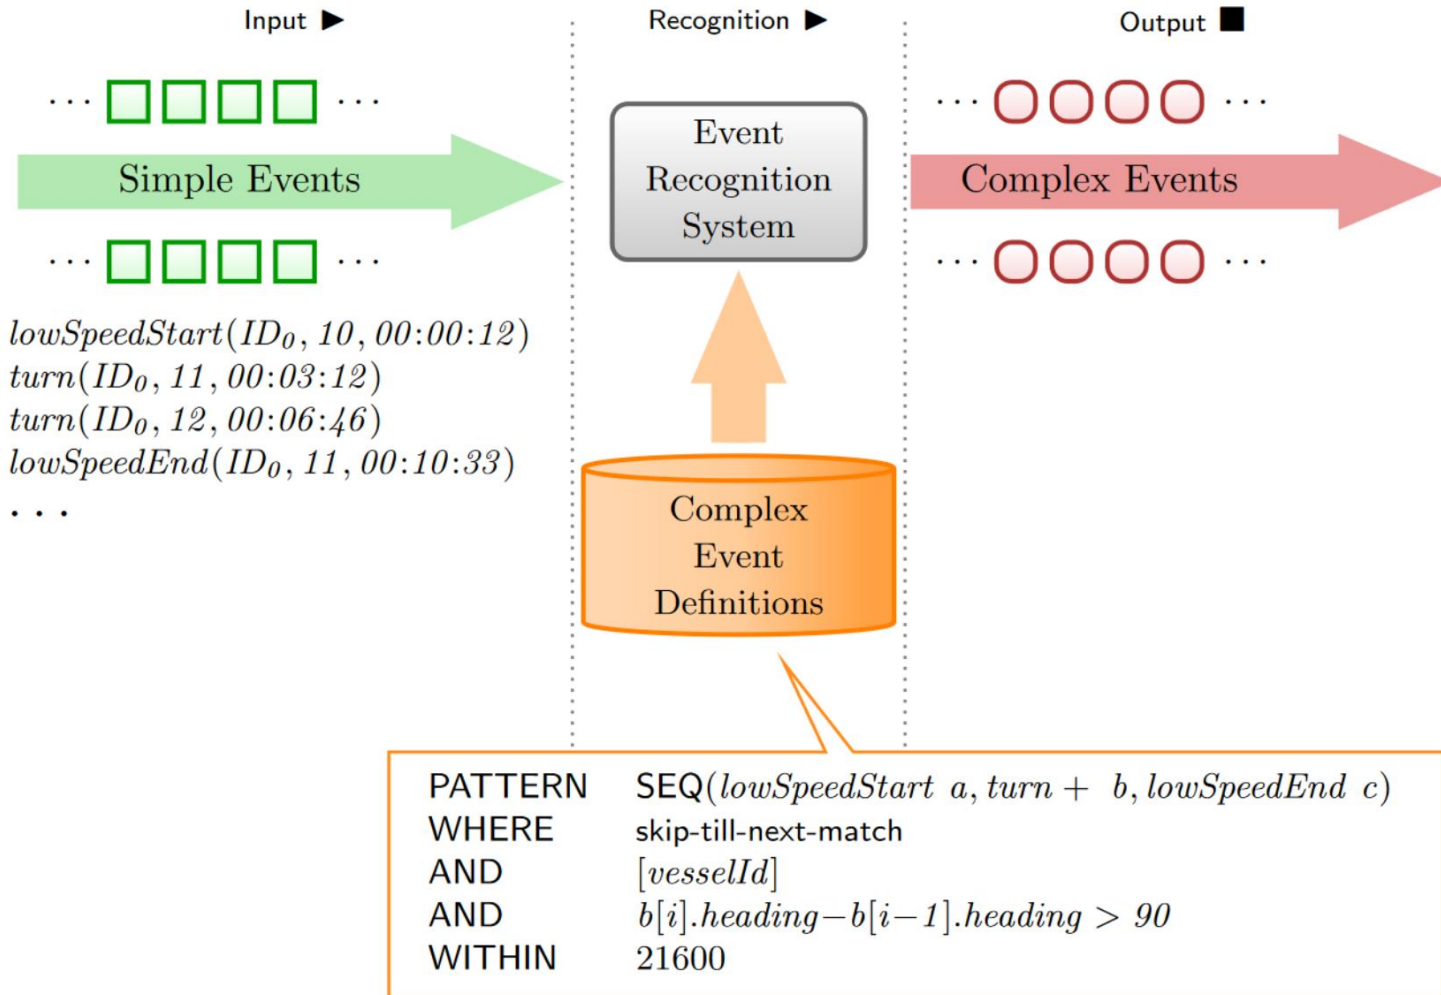 Input ▶
Recognition ▶
Output ■
... ...
Simple Events
... ...
Event
Recognition
System
... ...
Complex Events
... ...
lowSpeedStart(ID₀, 10, 00:00:12)
turn(ID₀, 11, 00:03:12)
turn(ID₀, 12, 00:06:46)
lowSpeedEnd(ID₀, 11, 00:10:33)
...
Complex
Event
Definitions
PATTERN SEQ(lowSpeedStart a, turn + b, lowSpeedEnd c)
WHERE skip-till-next-match
AND [vesselId]
AND b[i].heading−b[i−1].heading > 90
WITHIN 21600